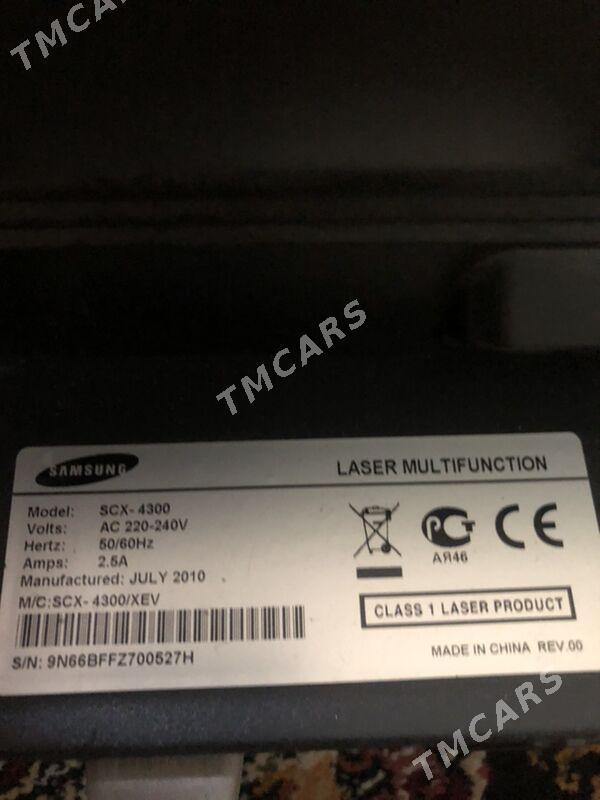 TMCARS
TMCARS
SAMSUNG
LASER MULTIFUNCTION
Model: SCX- 4300
Volts: AC 220-240V
Hertz: 50/60Hz
Amps: 2.5A
Manufactured: JULY 2010
M/C:SCX- 4300/XEV
S/N: 9N66BFFZ700527H
РСТ
АЯ46
CE
CLASS 1 LASER PRODUCT
MADE IN CHINA REV.00
TMCARS